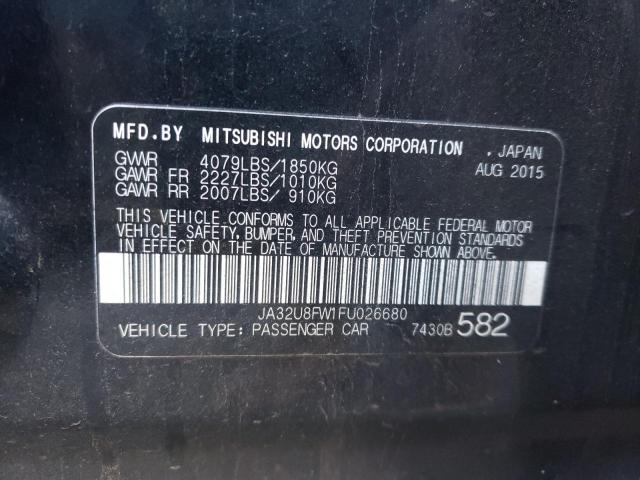 MFD.BY MITSUBISHI MOTORS CORPORATION , JAPAN
GVWR 4079LBS/1850KG AUG 2015
GAWR FR 2227LBS/1010KG
GAWR RR 2007LBS/ 910KG
THIS VEHICLE CONFORMS TO ALL APPLICABLE FEDERAL MOTOR
VEHICLE SAFETY, BUMPER, AND THEFT PREVENTION STANDARDS
IN EFFECT ON THE DATE OF MANUFACTURE SHOWN ABOVE.
JA32U8FW1FU026680
VEHICLE TYPE: PASSENGER CAR 7430B 582